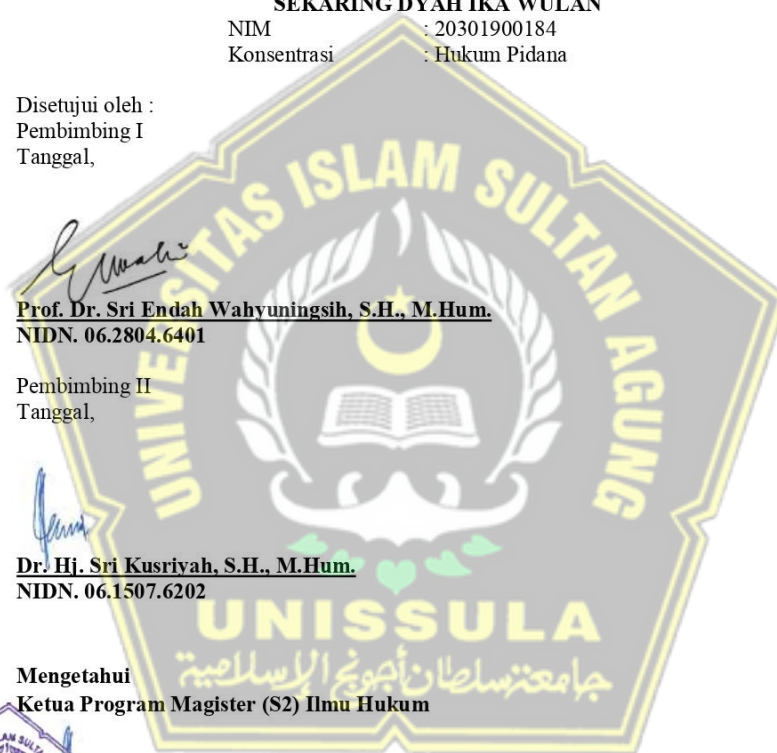 SEKARING DYAH IKA WULAN
NIM : 20301900184
Konsentrasi : Hukum Pidana
Disetujui oleh :
Pembimbing I
Tanggal,
UNIVERSITAS ISLAM SULTAN AGUNG
Prof. Dr. Sri Endah Wahyuningsih, S.H., M.Hum.
NIDN. 06.2804.6401
Pembimbing II
Tanggal,
Dr. Hj. Sri Kusriyah, S.H., M.Hum.
NIDN. 06.1507.6202
UNISSULA
جامعة سلطان أجونج الإسلامية
Mengetahui
Ketua Program Magister (S2) Ilmu Hukum